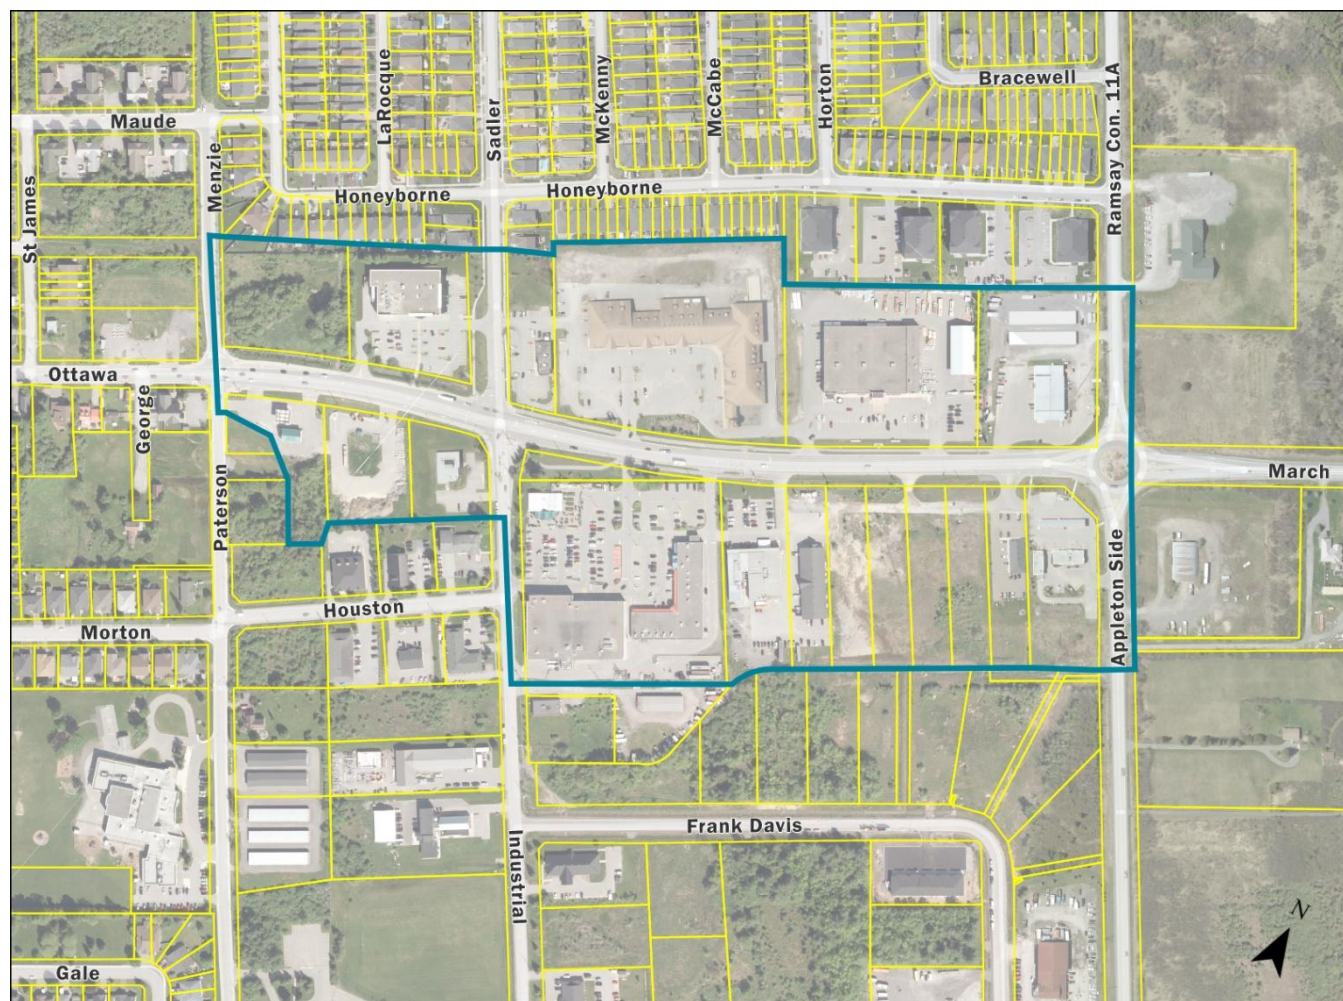 Bracewell
LaRocque
McKenny
McCabe
Horton
Ramsay Con. 11A
Maude
Sadler
Menzie
Honeyborne
Honeyborne
St James
Ottawa
George
March
Paterson
Appleton Side
Houston
Morton
Frank Davis
Industrial
N
Gale